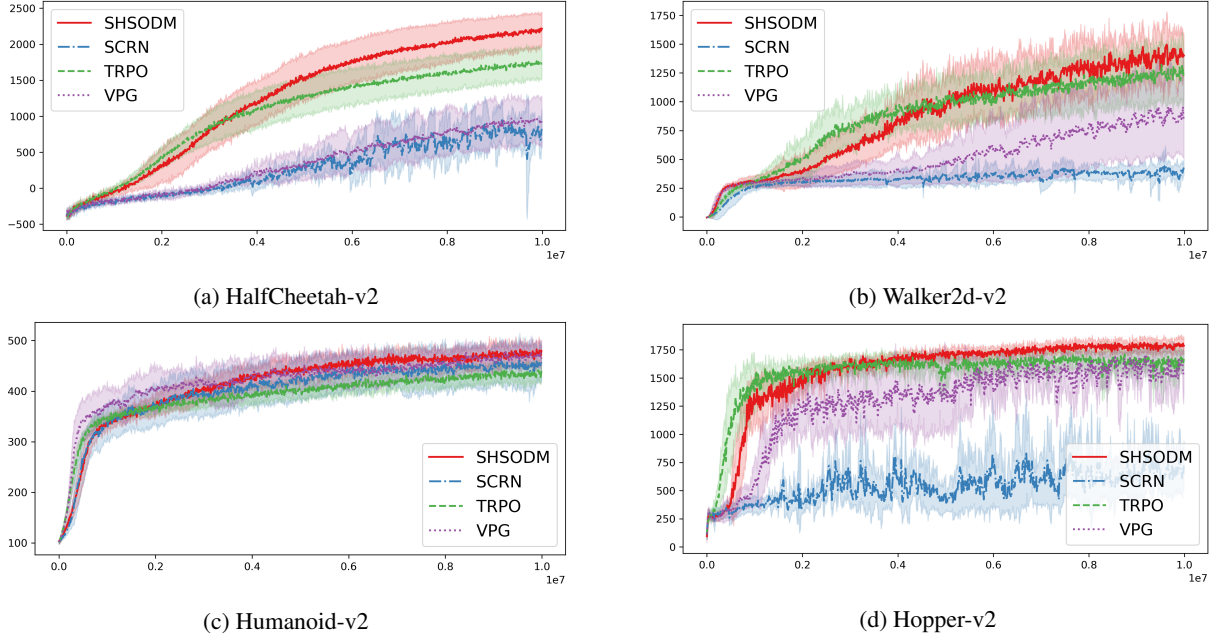 2500
2000
1500
1000
500
0
−500
SHSODM
SCRN
TRPO
VPG
0.0 0.2 0.4 0.6 0.8 1.0
1e7
(a) HalfCheetah-v2
1750
1500
1250
1000
750
500
250
0
SHSODM
SCRN
TRPO
VPG
0.0 0.2 0.4 0.6 0.8 1.0
1e7
(b) Walker2d-v2
500
400
300
200
100
SHSODM
SCRN
TRPO
VPG
0.0 0.2 0.4 0.6 0.8 1.0
1e7
(c) Humanoid-v2
1750
1500
1250
1000
750
500
250
0
SHSODM
SCRN
TRPO
VPG
0.0 0.2 0.4 0.6 0.8 1.0
1e7
(d) Hopper-v2